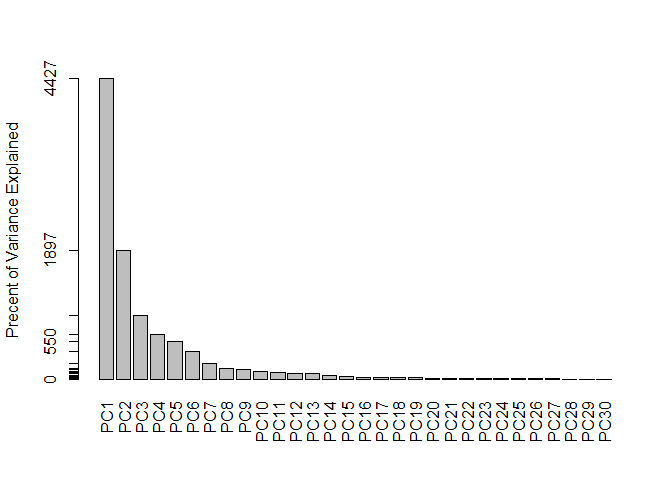 Precent of Variance Explained
4427
1897
550
0
PC1
PC2
PC3
PC4
PC5
PC6
PC7
PC8
PC9
PC10
PC11
PC12
PC13
PC14
PC15
PC16
PC17
PC18
PC19
PC20
PC21
PC22
PC23
PC24
PC25
PC26
PC27
PC28
PC29
PC30